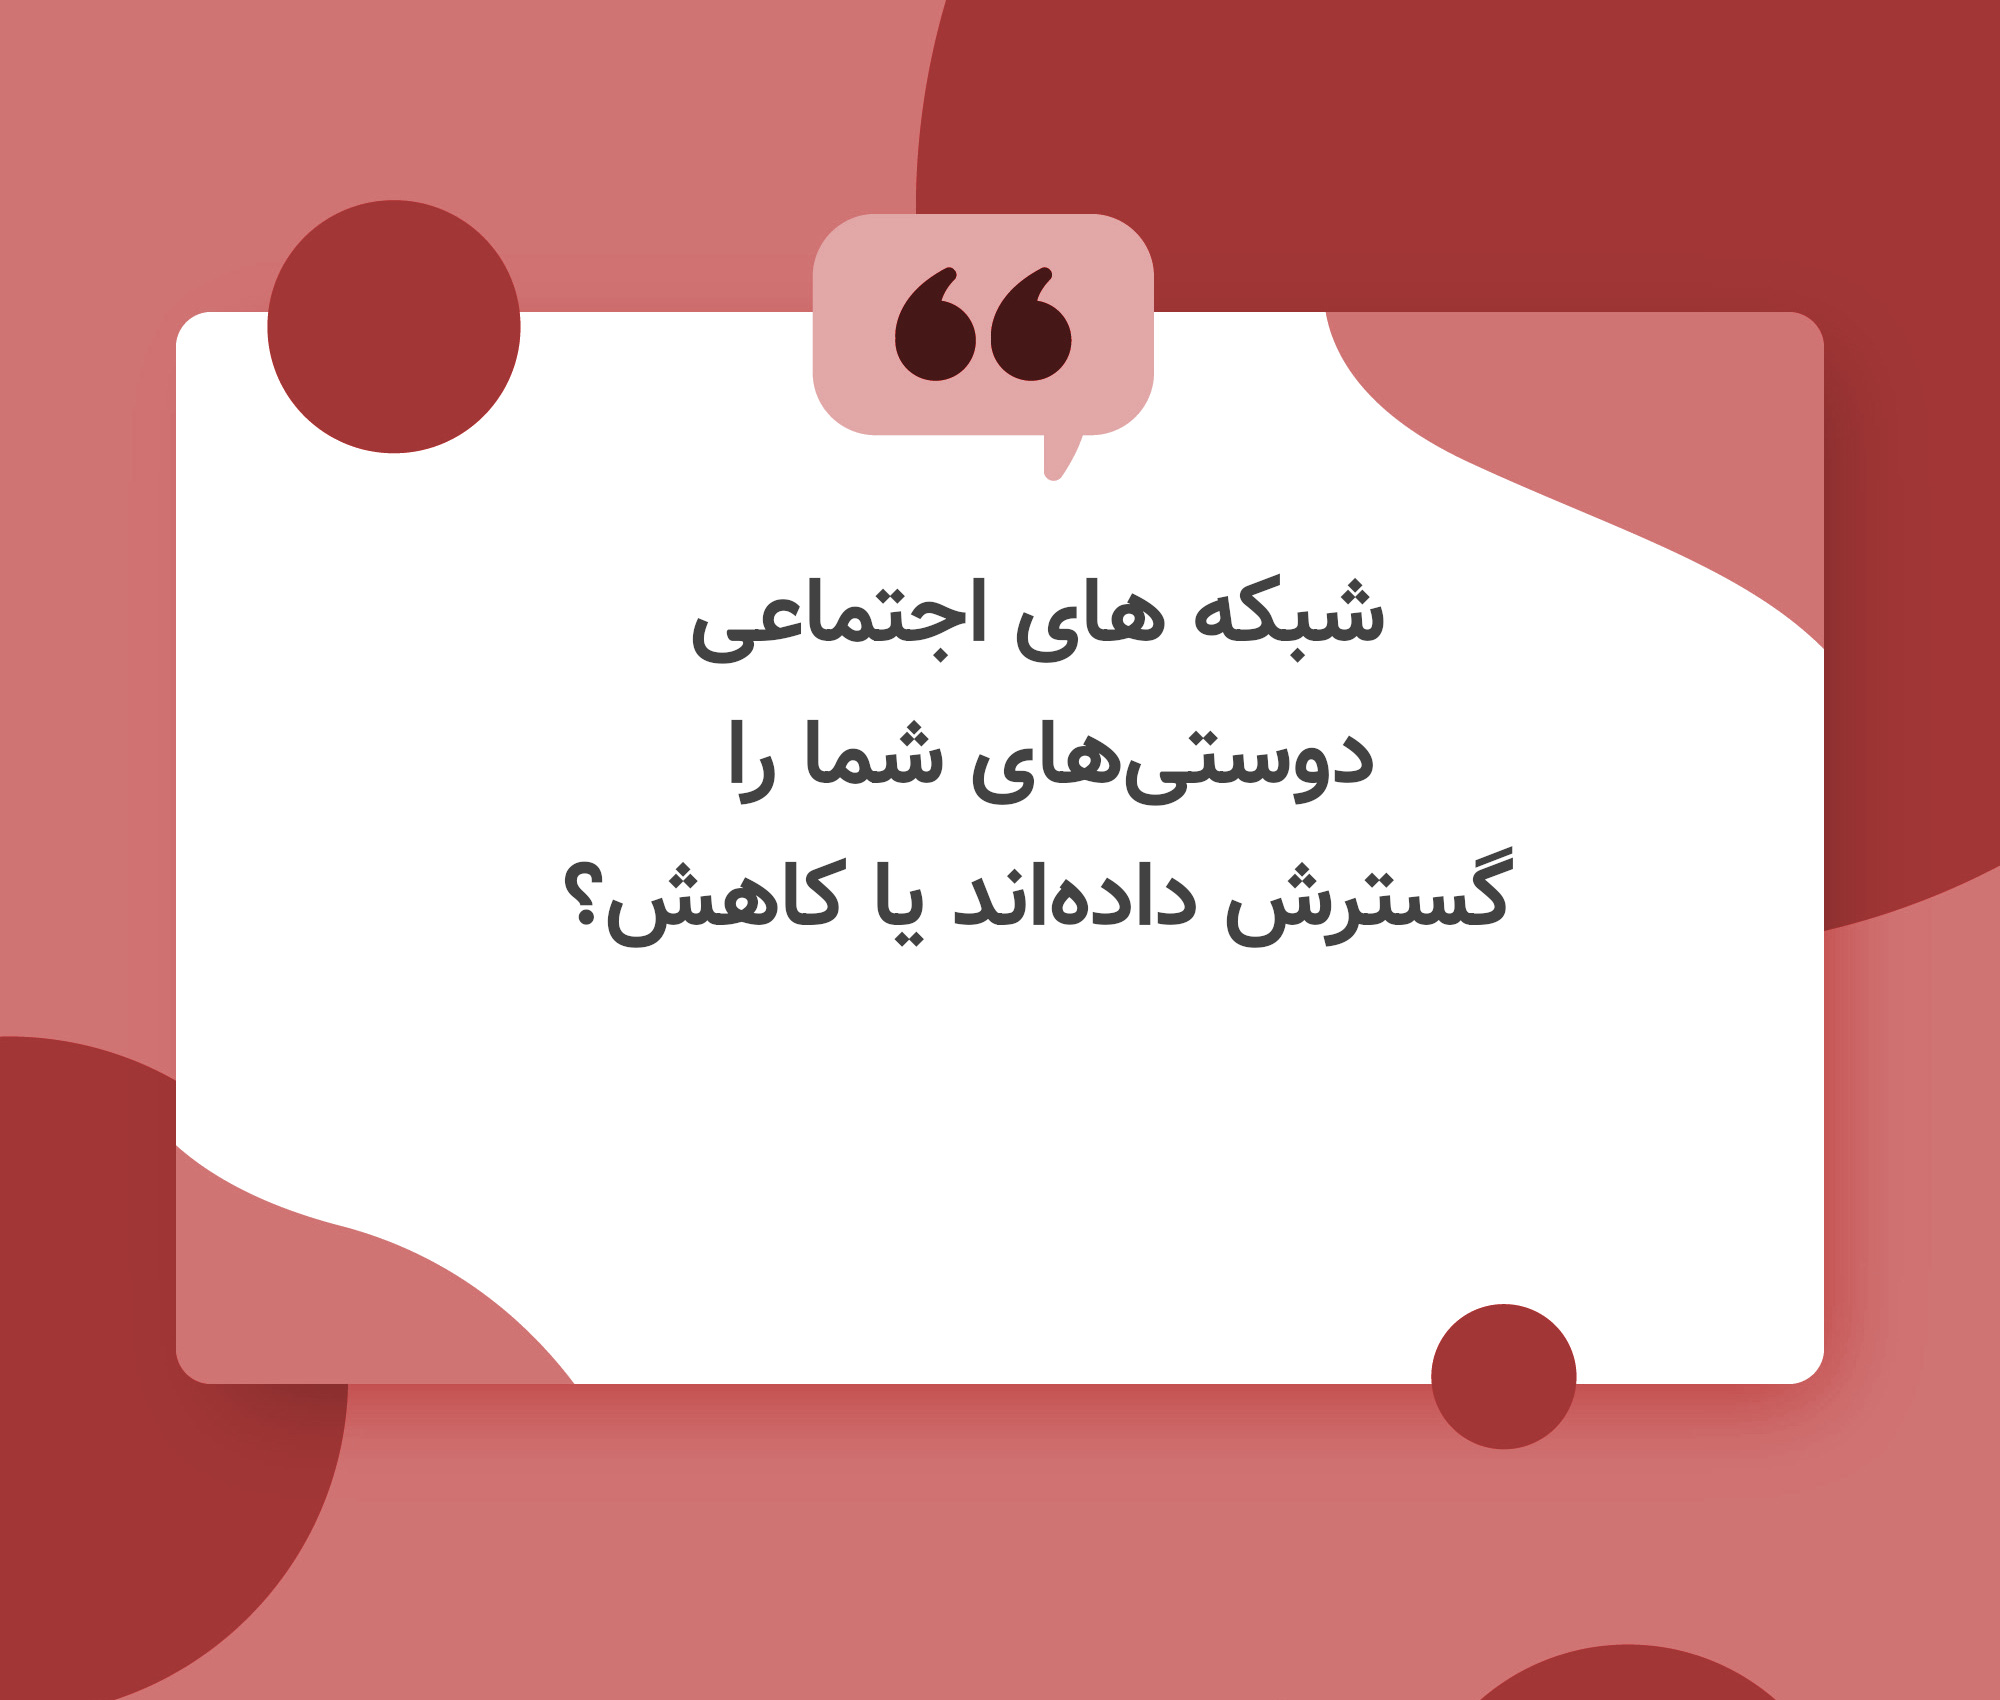 شبکه های اجتماعی
دوستی‌های شما را
گسترش داده‌اند یا کاهش؟